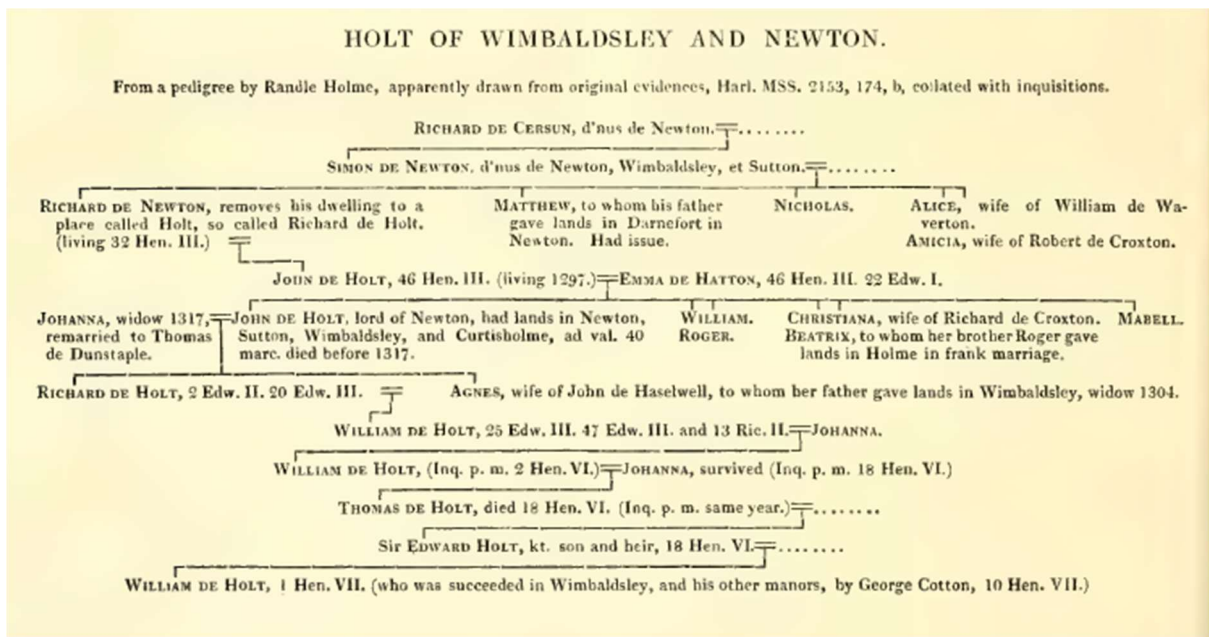 HOLT OF WIMBALDSLEY AND NEWTON.
From a pedigree by Randle Holme, apparently drawn from original evidences, Harl. MSS. 2153, 174, b, collated with inquisitions.
RICHARD DE CERSUN, d'nus de Newton.
SIMON DE NEWTON, d'nus de Newton, Wimbaldsley, et Sutton.
RICHARD DE NEWTON, removes his dwelling to a
place called Holt, so called Richard de Holt.
(living 32 Hen. III.)
MATTHEW, to whom his father
gave lands in Darnefort in
Newton. Had issue.
NICHOLAS.
ALICE, wife of William de Wa-
verton.
AMICIA, wife of Robert de Croxton.
JOHN DE HOLT, 46 Hen. III. (living 1297.) EMMA DE HATTON, 46 Hen. III. 22 Edw. I.
JOHANNA, widow 1317,
remarried to Thomas
de Dunstaple.
JOHN DE HOLT, lord of Newton, had lands in Newton,
Sutton, Wimbaldsley, and Curtisholme, ad val. 40
marc. died before 1317.
WILLIAM.
ROGER.
CHRISTIANA, wife of Richard de Croxton.
BEATRIX, to whom her brother Roger gave
lands in Holme in frank marriage.
MABELL.
RICHARD DE HOLT, 2 Edw. II. 20 Edw. III.
AGNES, wife of John de Haselwell, to whom her father gave lands in Wimbaldsley, widow 1304.
WILLIAM DE HOLT, 25 Edw. III. 47 Edw. III. and 13 Ric. II. JOHANNA.
WILLIAM DE HOLT, (Inq. p. m. 2 Hen. VI.) JOHANNA, survived (Inq. p. m. 18 Hen. VI.)
THOMAS DE HOLT, died 18 Hen. VI. (Inq. p. m. same year.)
Sir EDWARD HOLT, kt. son and heir, 18 Hen. VI.
WILLIAM DE HOLT, 1 Hen. VII. (who was succeeded in Wimbaldsley, and his other manors, by George Cotton, 10 Hen. VII.)